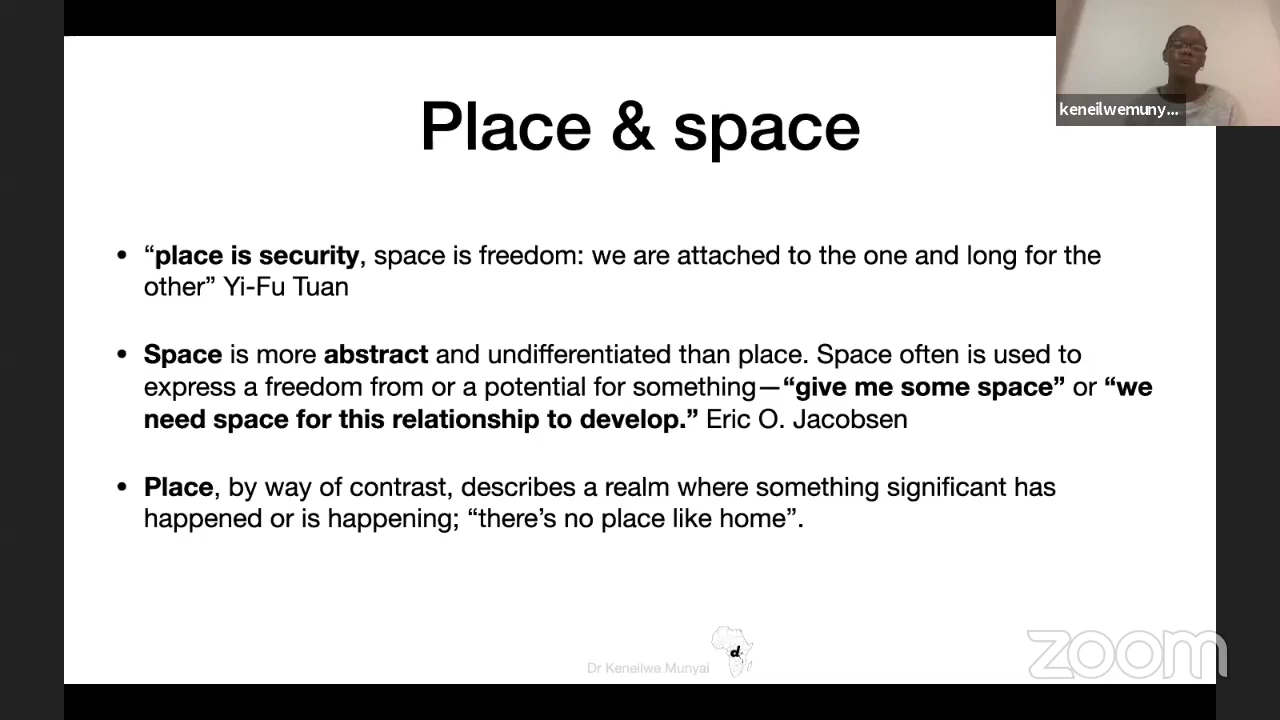 keneilwemuny...
Place & space
• “place is security, space is freedom: we are attached to the one and long for the
other” Yi-Fu Tuan
• Space is more abstract and undifferentiated than place. Space often is used to
express a freedom from or a potential for something—“give me some space” or “we
need space for this relationship to develop.” Eric O. Jacobsen
• Place, by way of contrast, describes a realm where something significant has
happened or is happening; “there’s no place like home”.
d.
Dr Keneilwe Munyai
zoom